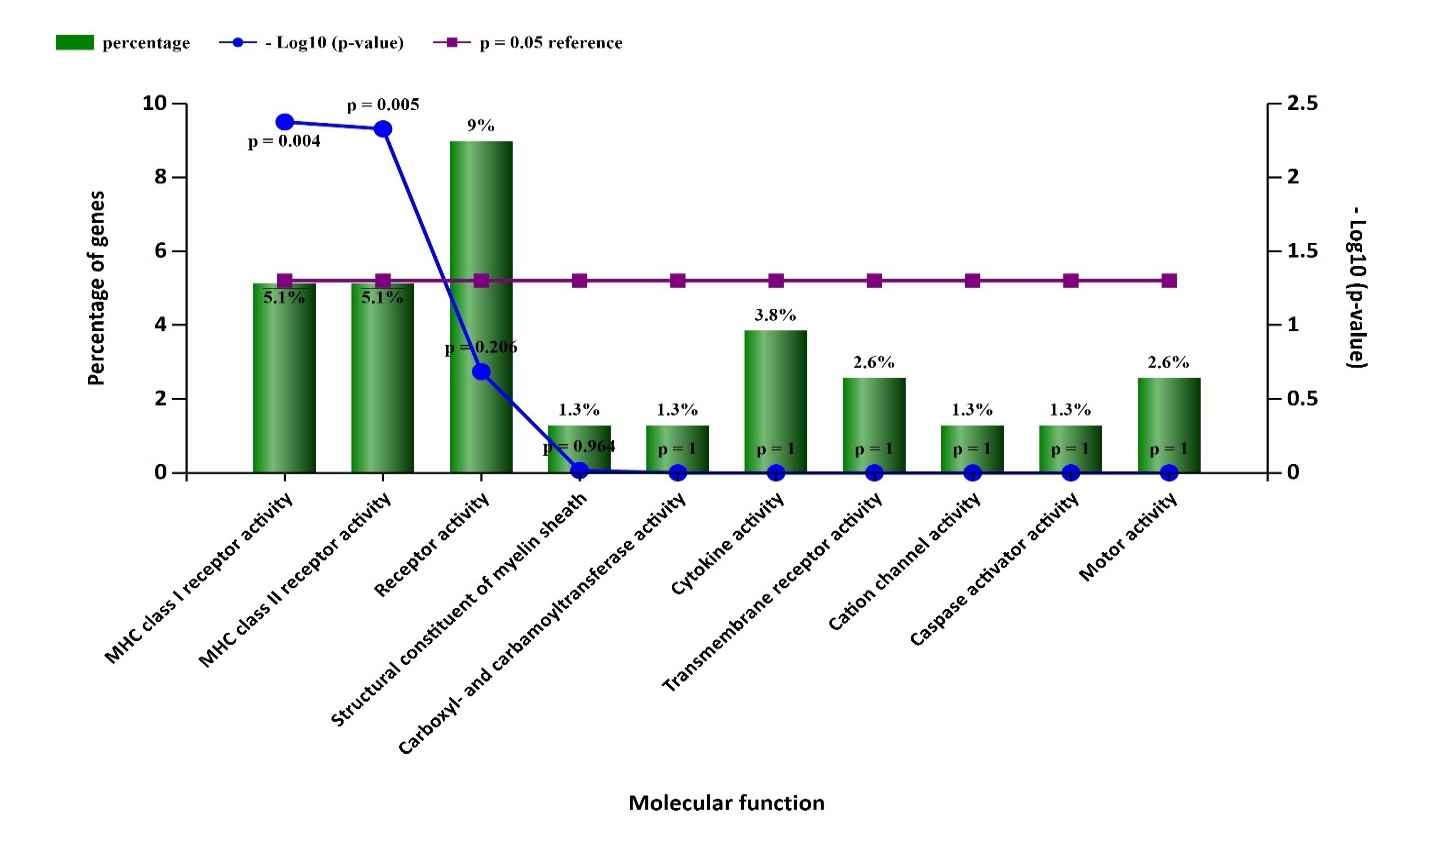 percentage - Log10 (p-value) p = 0.05 reference
10
8
6
4
2
0
Percentage of genes
2.5
2
1.5
1
0.5
0
- Log10 (p-value)
p = 0.004
p = 0.005
9%
5.1%
5.1%
p = 0.206
1.3%
p = 0.964
1.3%
p = 1
3.8%
p = 1
2.6%
p = 1
1.3%
p = 1
1.3%
p = 1
2.6%
p = 1
MHC class I receptor activity
MHC class II receptor activity
Receptor activity
Structural constituent of myelin sheath
Carboxyl- and carbamoyltransferase activity
Cytokine activity
Transmembrane receptor activity
Cation channel activity
Caspase activator activity
Motor activity
Molecular function